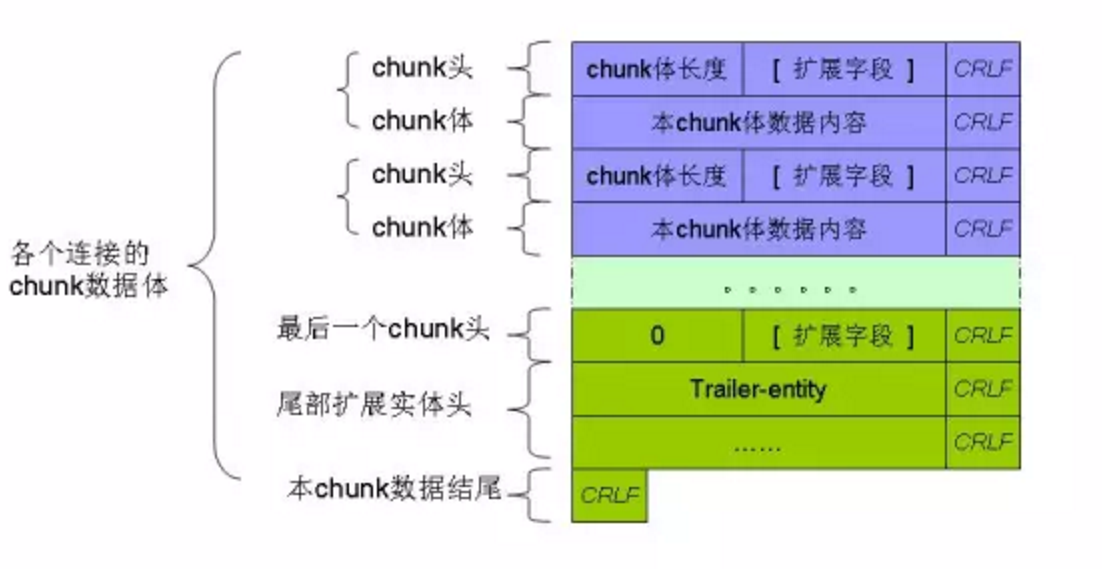 chunk头 chunk体长度 [ 扩展字段 ] CRLF
chunk体 本chunk体数据内容 CRLF
chunk头 chunk体长度 [ 扩展字段 ] CRLF
chunk体 本chunk体数据内容 CRLF
各个连接的
chunk数据体
。。。。。。
最后一个chunk头 0 [ 扩展字段 ] CRLF
尾部扩展实体头 Trailer-entity CRLF
...... CRLF
本chunk数据结尾 CRLF